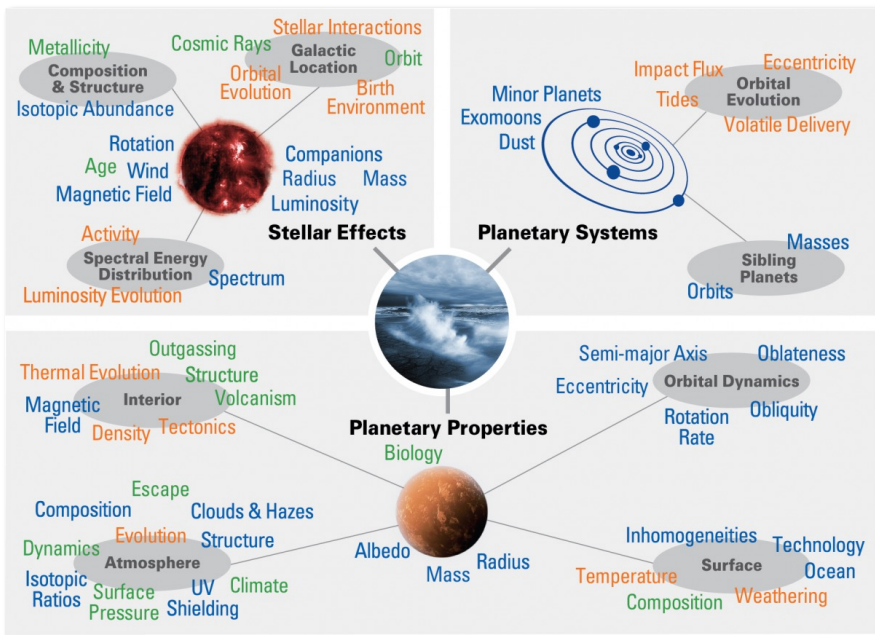 Metallicity
Composition
& Structure
Isotopic Abundance
Cosmic Rays
Stellar Interactions
Galactic
Location
Orbit
Orbital
Evolution
Birth
Environment
Rotation
Age
Wind
Magnetic Field
Companions
Radius
Mass
Luminosity
Stellar Effects
Activity
Spectral Energy
Distribution
Spectrum
Luminosity Evolution
Minor Planets
Exomoons
Dust
Impact Flux
Eccentricity
Orbital
Evolution
Tides
Volatile Delivery
Planetary Systems
Masses
Sibling
Planets
Orbits
Outgassing
Thermal Evolution
Structure
Interior
Volcanism
Magnetic
Field
Density
Tectonics
Planetary Properties
Biology
Semi-major Axis
Oblateness
Eccentricity
Orbital Dynamics
Rotation
Rate
Obliquity
Escape
Composition
Clouds & Hazes
Evolution
Structure
Dynamics
Atmosphere
Isotopic
Ratios
Surface
Pressure
UV
Shielding
Climate
Albedo
Mass
Radius
Inhomogeneities
Technology
Surface
Ocean
Temperature
Composition
Weathering